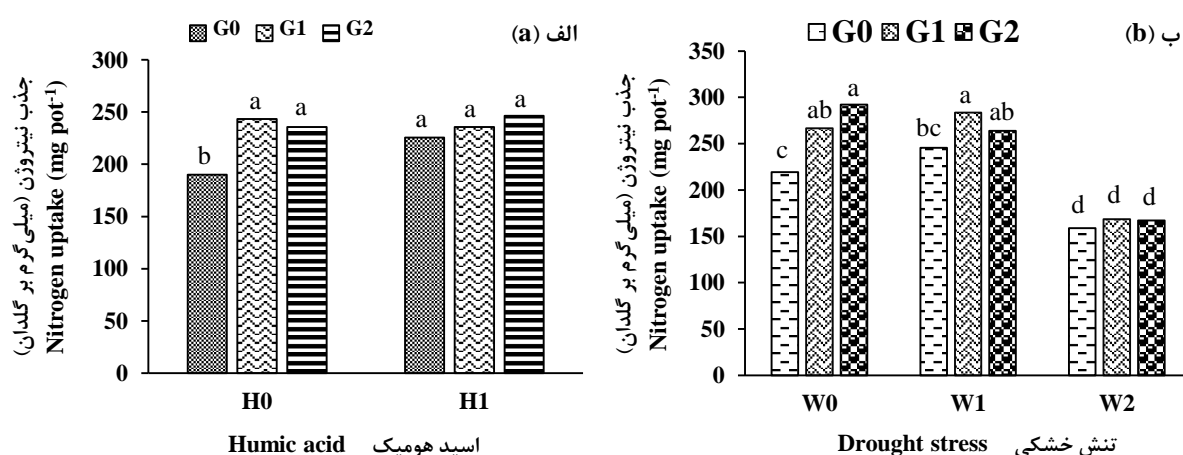 G0 G1 G2
الف (a)
جذب نیتروژن (میلی‌گرم بر گلدان)
Nitrogen uptake (mg pot-1)
300
250
200
150
100
50
0
b a a a a a
H0 H1
Humic acid اسید هومیک
G0 G1 G2
ب (b)
جذب نیتروژن (میلی‌گرم بر گلدان)
Nitrogen uptake (mg pot-1)
350
300
250
200
150
100
50
0
c ab a bc a ab d d d
W0 W1 W2
Drought stress تنش خشکی